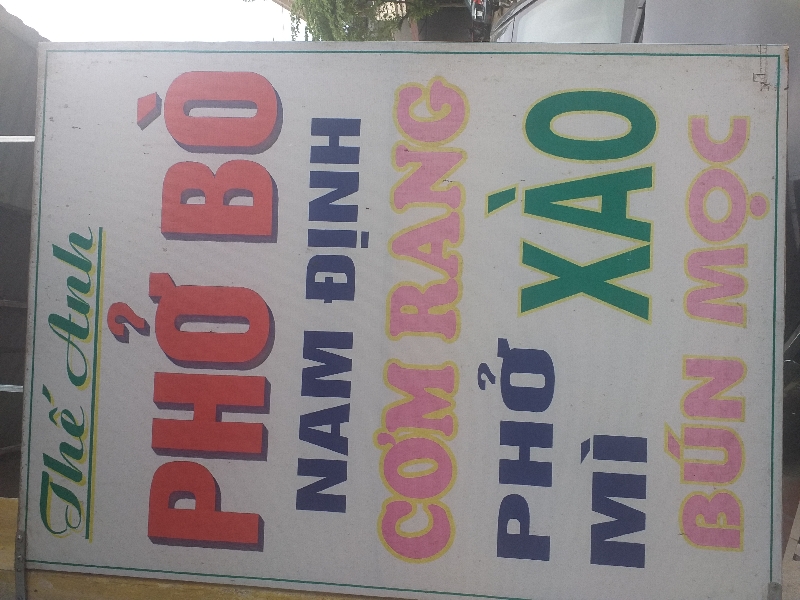 Thế Anh
PHỞ BÒ
NAM ĐỊNH
CƠM RANG
PHỞ
MÌ
XÀO
BÚN MỌC